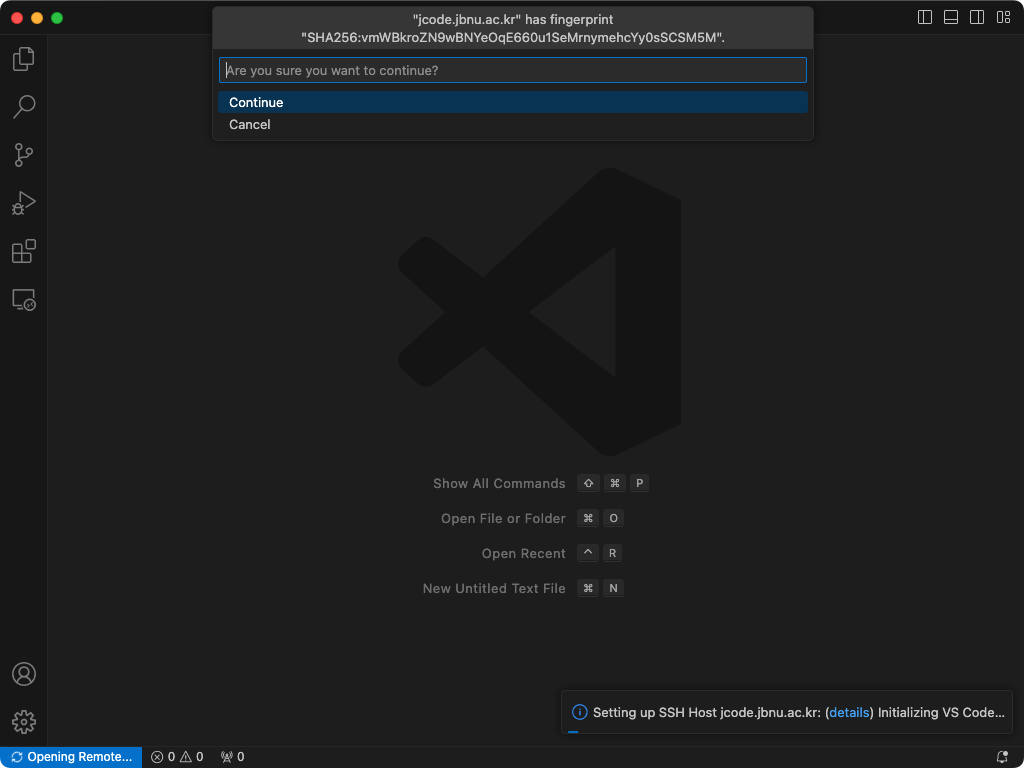 "jcode.jbnu.ac.kr" has fingerprint
"SHA256:vmWBkroZN9wBNYeOqE660u1SeMrnymehcYy0sSCSM5M".
Are you sure you want to continue?
Continue
Cancel
Show All Commands ⇧ ⌘ P
Open File or Folder ⌘ O
Open Recent ^ R
New Untitled Text File ⌘ N
Setting up SSH Host jcode.jbnu.ac.kr: (details) Initializing VS Code...
Opening Remote... 0 0 0